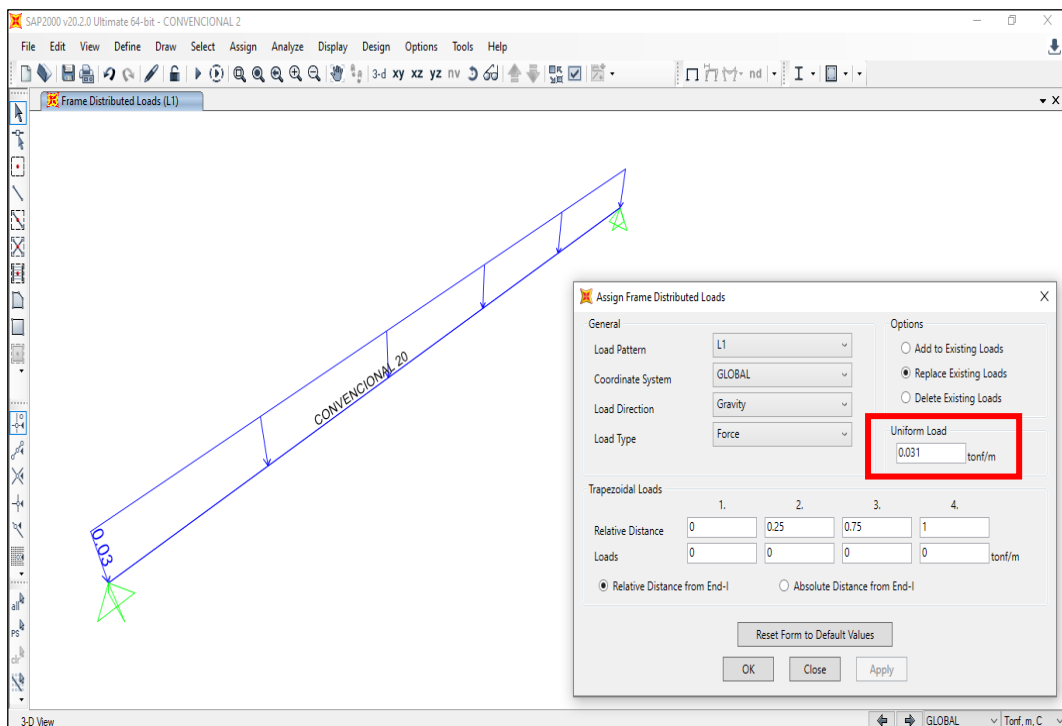 SAP2000 v20.2.0 Ultimate 64-bit - CONVENCIONAL 2
File Edit View Define Draw Select Assign Analyze Display Design Options Tools Help
3-d xy xz yz nv nd
Frame Distributed Loads (L1)
X
CONVENCIONAL 20
0.03
all
PS
clr
Assign Frame Distributed Loads X
General
Load Pattern L1
Coordinate System GLOBAL
Load Direction Gravity
Load Type Force
Options
Add to Existing Loads
Replace Existing Loads
Delete Existing Loads
Uniform Load
0.031 tonf/m
Trapezoidal Loads
1. 2. 3. 4.
Relative Distance 0 0.25 0.75 1
Loads 0 0 0 0 tonf/m
Relative Distance from End-I Absolute Distance from End-I
Reset Form to Default Values
OK Close Apply
3-D View GLOBAL Tonf, m, C